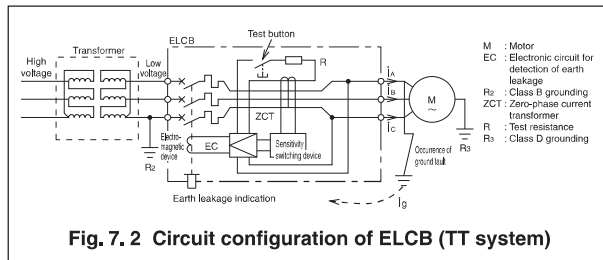 Transformer
High
voltage
Low
voltage
ELCB
Test button
R
ZCT
Electro-
magnetic
device
EC
Sensitivity
switching device
R2
Earth leakage indication
İA
İB
İC
M
~
R3
Occurrence of
ground fault
İg
M : Motor
EC : Electronic circuit for
detection of earth
leakage
R2 : Class B grounding
ZCT : Zero-phase current
transformer
R : Test resistance
R3 : Class D grounding
Fig. 7. 2 Circuit configuration of ELCB (TT system)